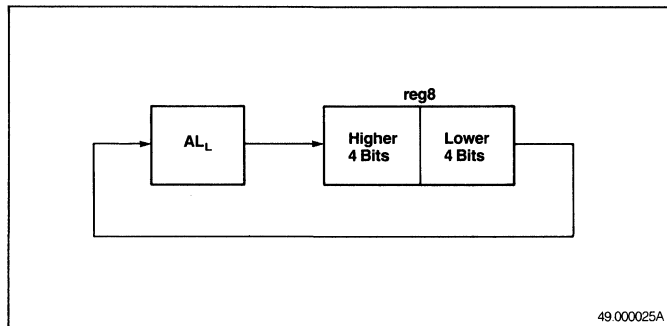 reg8
AL_L
Higher
4 Bits
Lower
4 Bits
49.000025A